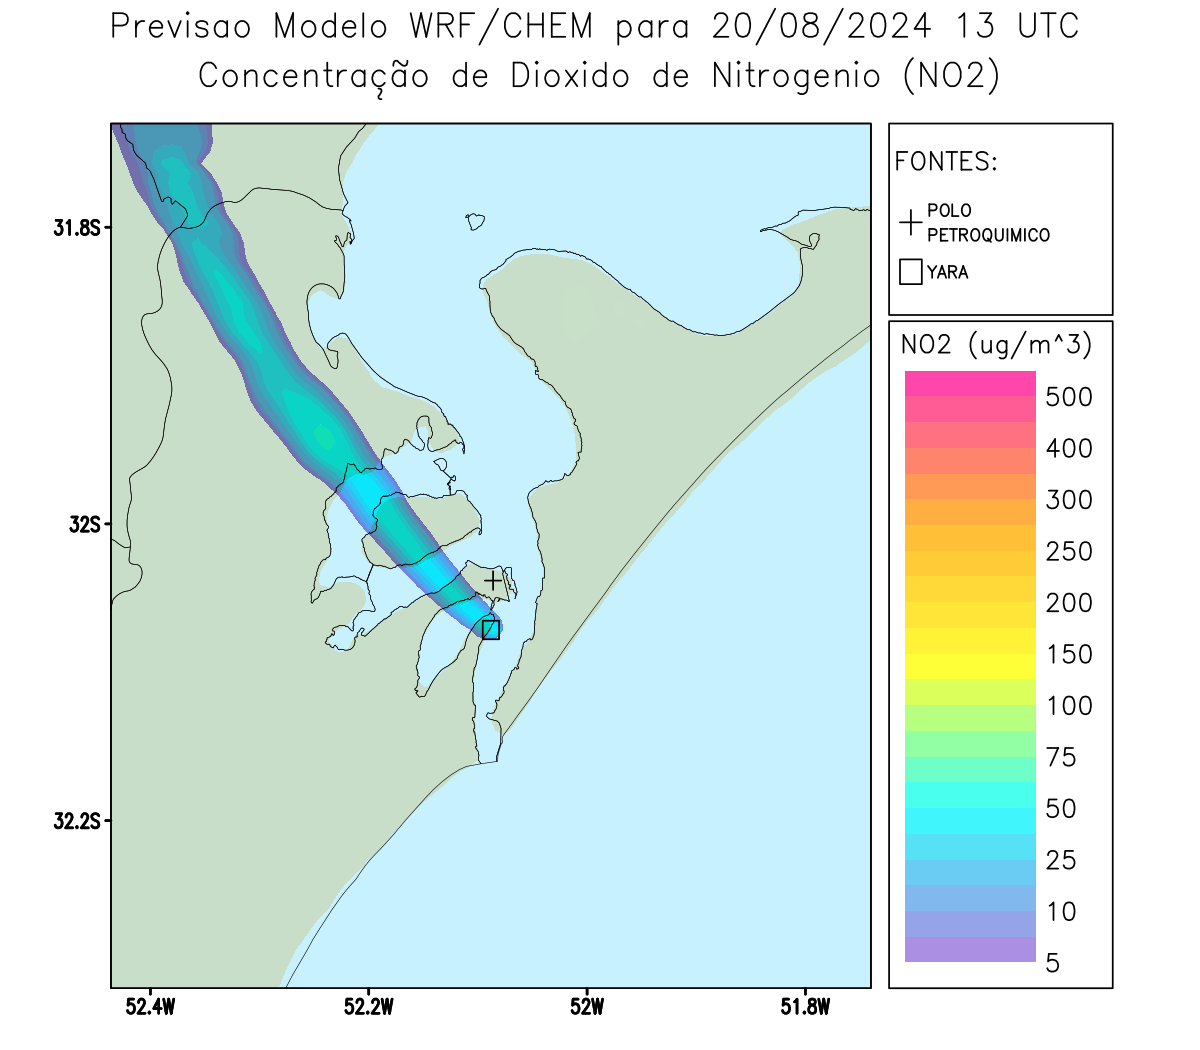 Previsao Modelo WRF/CHEM para 20/08/2024 13 UTC
Concentração de Dioxido de Nitrogenio (NO2)
FONTES:
POLO
PETROQUIMICO
YARA
NO2 (ug/m^3)
500
400
300
250
200
150
100
75
50
25
10
5
31.8S
32S
32.2S
52.4W
52.2W
52W
51.8W